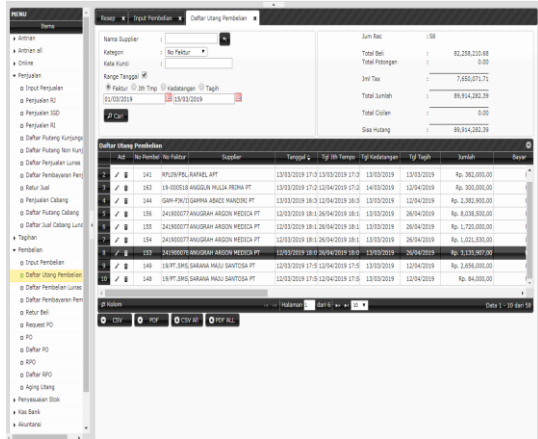 MENU
Items
Antrian
Antrian all
Online
Penjualan
Input Penjualan
Penjualan RJ
Penjualan IGD
Penjualan RI
Daftar Piutang Kunjunga
Daftar Piutang Non Kunj
Daftar Penjualan Lunas
Daftar Pembayaran Penj
Retur Jual
Penjualan Cabang
Daftar Piutang Cabang
Daftar Jual Cabang Luna
Tagihan
Pembelian
Input Pembelian
Daftar Utang Pembelian
Daftar Pembelian Lunas
Daftar Pembayaran Pem
Retur Beli
Request PO
PO
Daftar PO
RPO
Daftar RPO
Aging Utang
Penyesuaian Stok
Kas Bank
Akuntansi
Resep x Input Pembelian x Daftar Utang Pembelian x
Nama Supplier :
Kategori : No Faktur
Kata Kunci :
Range Tanggal
Faktur Jth Tmp Kedatangan Tagih
01/03/2019 15/03/2019
Cari
Jum Rec :58
Total Beli : 82,258,210.68
Total Potongan : 0.00
Jml Tax : 7,650,071.71
Total Jumlah : 89,914,282.39
Total Cicilan : 0.00
Sisa Hutang : 89,914,282.39
Daftar Utang Pembelian
Act No Pembel No Faktur Supplier Tanggal Tgl Jth Tempo Tgl Kedatangan Tgl Tagih Jumlah Bayar
2 141 RFL09/PBL RAFAEL APT 13/03/2019 17:3 13/03/2019 17:3 13/03/2019 13/03/2019 Rp. 362,000,00
3 163 19-000518 ANGGUN MULIA PRIMA PT 13/03/2019 17:2 12/04/2019 17:2 14/03/2019 12/04/2019 Rp. 300,00,00
4 144 GAM-PJK/1 GAMMA ABADI MANDIRI PT 13/03/2019 16:3 12/04/2019 16:3 13/03/2019 12/04/2019 Rp. 2,382,900,00
5 156 241900077 ANUGRAH ARGON MEDICA PT 12/03/2019 18:1 26/04/2019 18:1 13/03/2019 26/04/2019 Rp. 8,038,500,00
6 155 241900077 ANUGRAH ARGON MEDICA PT 12/03/2019 18:1 26/04/2019 18:1 13/03/2019 26/04/2019 Rp. 1,720,000,00
7 154 241900077 ANUGRAH ARGON MEDICA PT 12/03/2019 18:1 26/04/2019 18:1 13/03/2019 26/04/2019 Rp. 1,021,530,00
8 153 241900076 ANUGRAH ARGON MEDICA PT 12/03/2019 18:0 26/04/2019 18:0 13/03/2019 26/04/2019 Rp. 3,135,907,00
9 149 19/PT.SMS, SARANA MAJU SANTOSA PT 12/03/2019 17:5 12/04/2019 17:5 13/03/2019 12/04/2019 Rp. 2,656,000,00
10 148 19/PT.SMS, SARANA MAJU SANTOSA PT 12/03/2019 17:5 12/04/2019 17:5 13/03/2019 12/04/2019 Rp. 84,000,00
Kolom Halaman 1 dari 6 10 Data 1 - 10 dari 58
CSV PDF CSV All PDF ALL